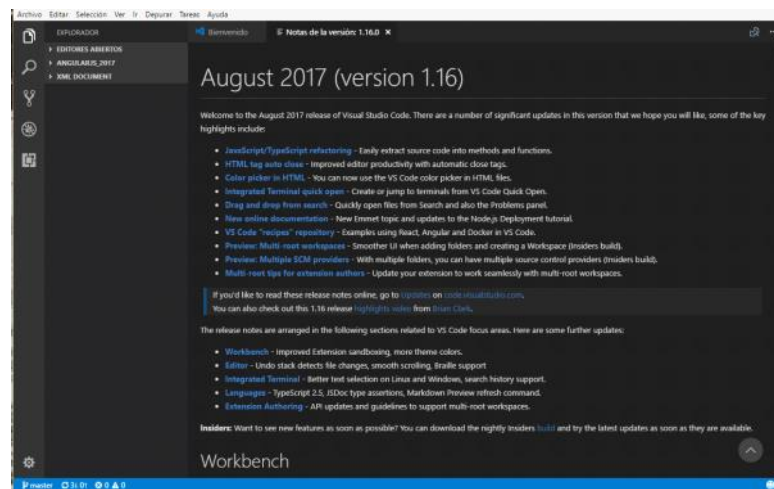 Archivo Editar Selección Ver Ir Depurar Tareas Ayuda
EXPLORADOR
Bienvenido
Notas de la versión: 1.16.0
EDITORES ABIERTOS
ANGULARJS_2017
XML DOCUMENT
August 2017 (version 1.16)
Welcome to the August 2017 release of Visual Studio Code. There are a number of significant updates in this version that we hope you will like, some of the key
highlights include:
JavaScript/TypeScript refactoring - Easily extract source code into methods and functions.
HTML tag auto close - Improved editor productivity with automatic close tags.
Color picker in HTML - You can now use the VS Code color picker in HTML files.
Integrated Terminal quick open - Create or jump to terminals from VS Code Quick Open.
Drag and drop from search - Quickly open files from Search and also the Problems panel.
New online documentation - New Emmet topic and updates to the Node.js Deployment tutorial.
VS Code "recipes" repository - Examples using React, Angular and Docker in VS Code.
Preview: Multi-root workspaces - Smoother UI when adding folders and creating a Workspace (Insiders build).
Preview: Multiple SCM providers - With multiple folders, you can have multiple source control providers (Insiders build).
Multi-root tips for extension authors - Update your extension to work seamlessly with multi-root workspaces.
If you'd like to read these release notes online, go to Updates on code.visualstudio.com.
You can also check out this 1.16 release highlights video from Brian Clark.
The release notes are arranged in the following sections related to VS Code focus areas. Here are some further updates:
Workbench - Improved Extension sandboxing, more theme colors.
Editor - Undo stack detects file changes, smooth scrolling, Braille support
Integrated Terminal - Better text selection on Linux and Windows, search history support.
Languages - TypeScript 2.5, JSDoc type assertions, Markdown Preview refresh command.
Extension Authoring - API updates and guidelines to support multi-root workspaces.
Insiders: Want to see new features as soon as possible? You can download the nightly Insiders build and try the latest updates as soon as they are available.
Workbench
master 3↓ 0↑ 0 0